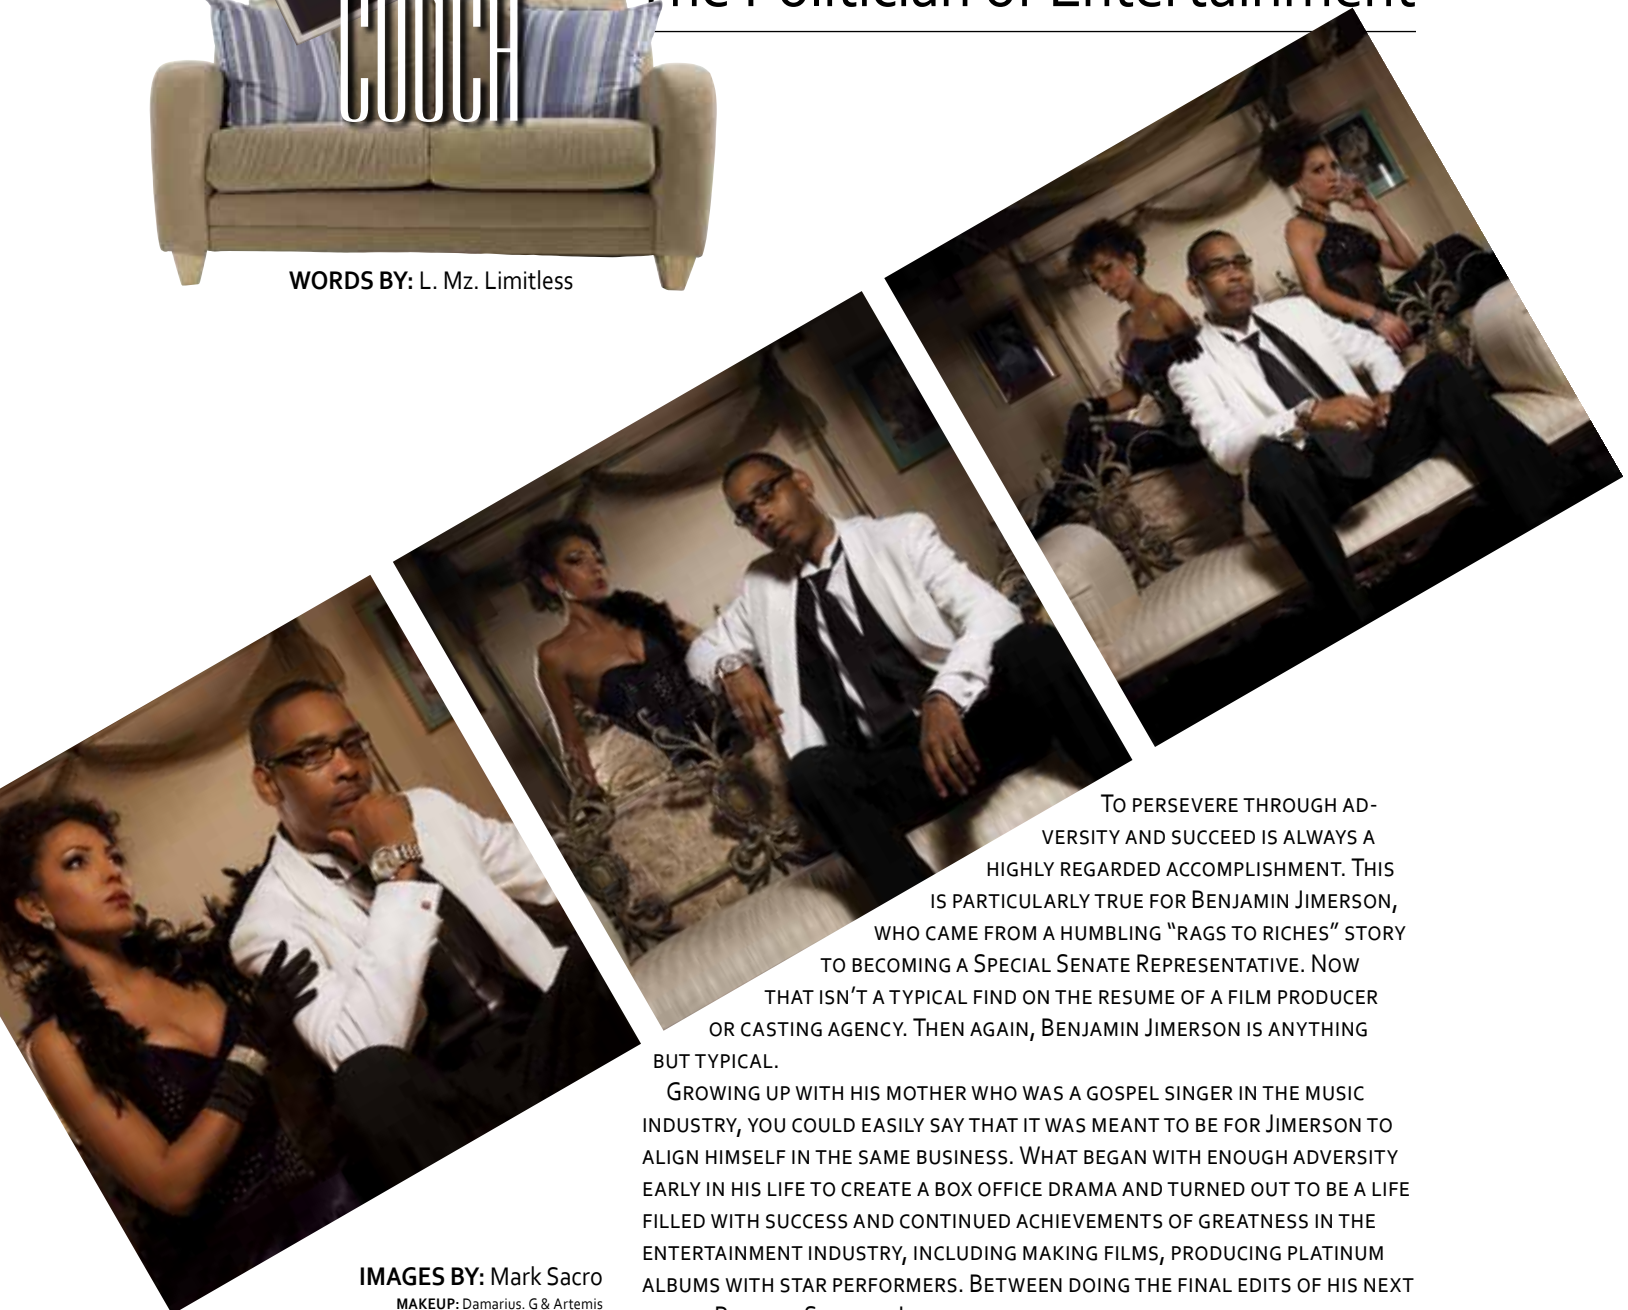 The Politician of Entertainment
COUCH
WORDS BY: L. Mz. Limitless
To persevere through ad-
versity and succeed is always a
highly regarded accomplishment. This
is particularly true for Benjamin Jimerson,
who came from a humbling “rags to riches” story
to becoming a Special Senate Representative. Now
that isn’t a typical find on the resume of a film producer
or casting agency. Then again, Benjamin Jimerson is anything
but typical.
Growing up with his mother who was a gospel singer in the music
industry, you could easily say that it was meant to be for Jimerson to
align himself in the same business. What began with enough adversity
early in his life to create a box office drama and turned out to be a life
filled with success and continued achievements of greatness in the
entertainment industry, including making films, producing platinum
albums with star performers. Between doing the final edits of his next
IMAGES BY: Mark Sacro
MAKEUP: Damarius. G & Artemis